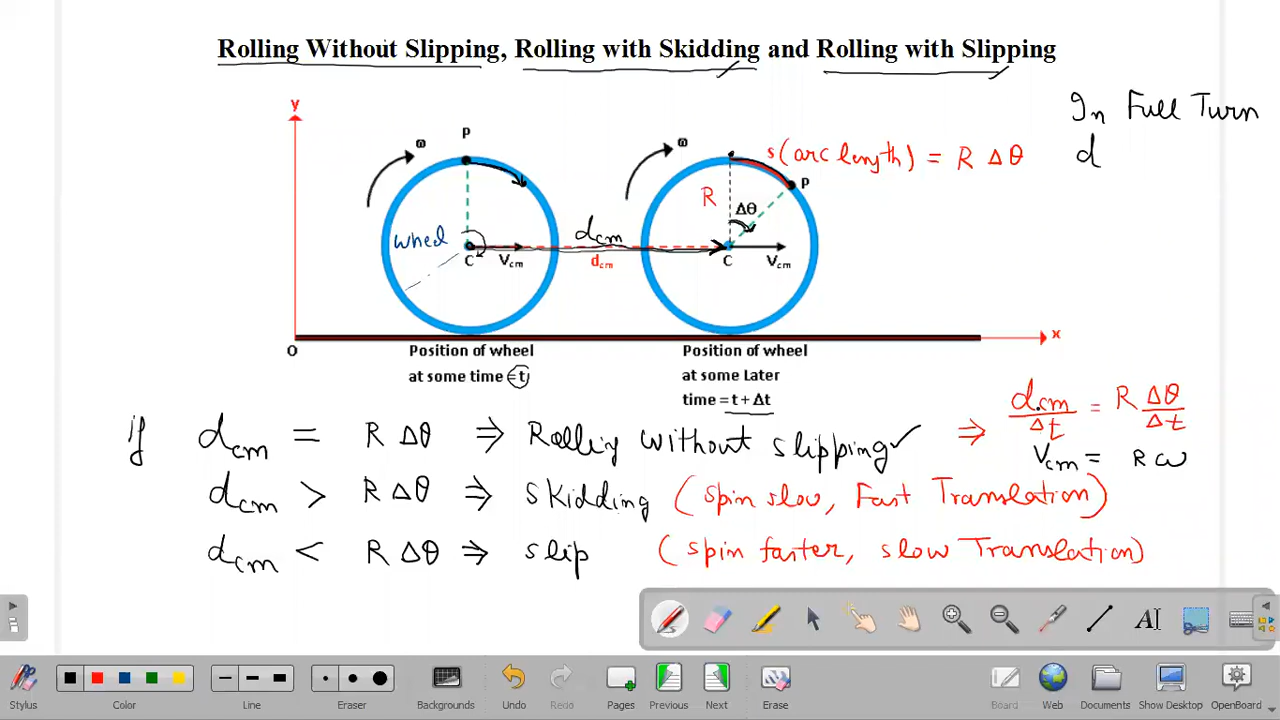 Rolling Without Slipping, Rolling with Skidding and Rolling with Slipping
In Full Turn
d
y
ω
P
wheel
C
Vcm
dcm
dcm
ω
s(arc length) = R Δθ
R
Δθ
P
C
Vcm
O
x
Position of wheel
at some time =t
Position of wheel
at some Later
time = t + Δt
if dcm = R Δθ ⇒ Rolling without slipping ✓ ⇒ dcm/Δt = R Δθ/Δt
Vcm = R ω
dcm > R Δθ ⇒ skidding (spin slow, Fast Translation)
dcm < R Δθ ⇒ slip (spin faster, slow Translation)
AI
Stylus
Color
Line
Eraser
Backgrounds
Undo
Redo
Pages
Previous
Next
Erase
Board
Web
Documents
Show Desktop
OpenBoard